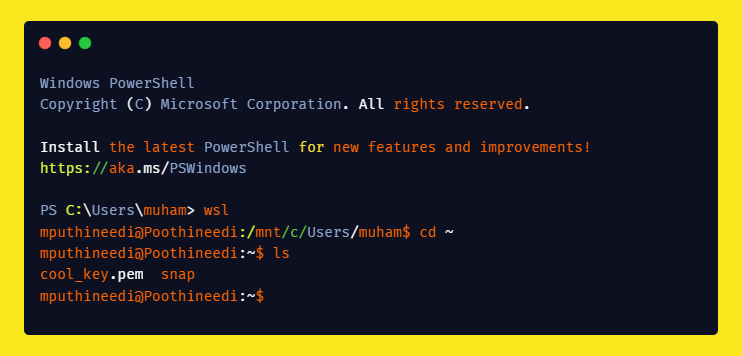 Windows PowerShell
Copyright (C) Microsoft Corporation. All rights reserved.
Install the latest PowerShell for new features and improvements!
https://aka.ms/PSWindows
PS C:\Users\muham> wsl
mputhineedi@Poothineedi:/mnt/c/Users/muham$ cd ~
mputhineedi@Poothineedi:~$ ls
cool_key.pem  snap
mputhineedi@Poothineedi:~$